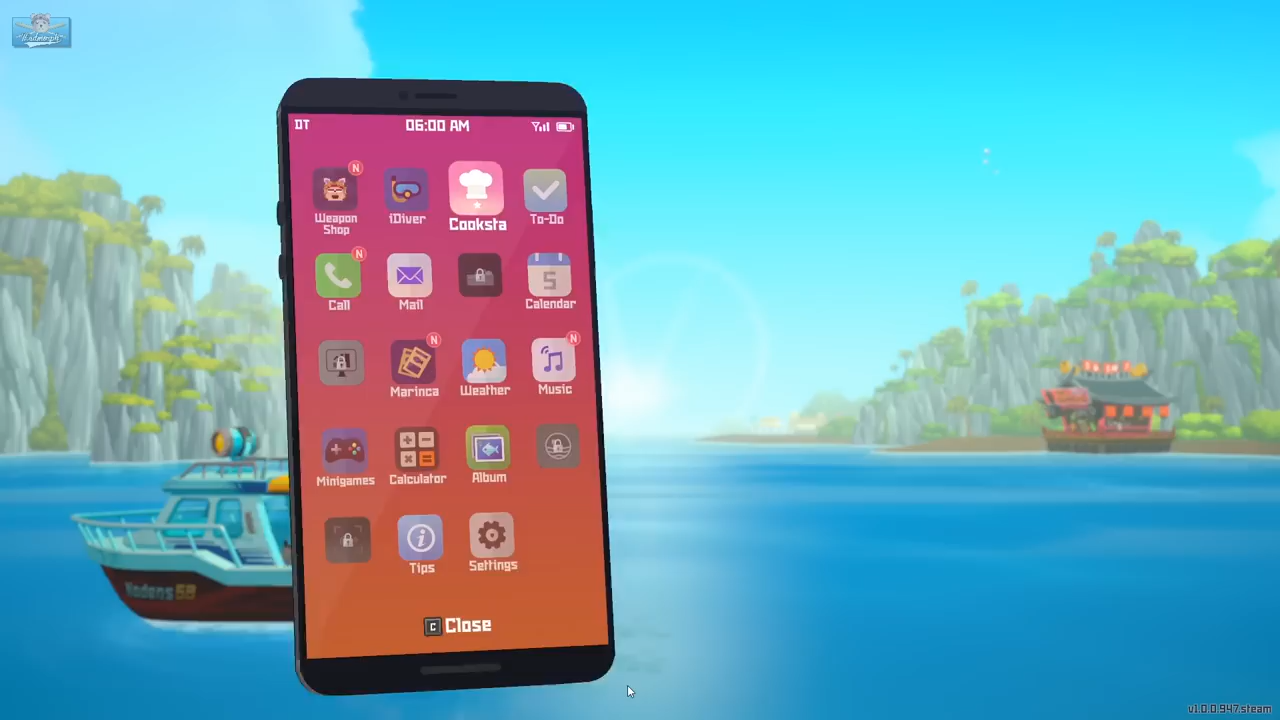 DT
06:00 AM
N
Weapon
Shop
iDiver
Cooksta
To-Do
N
Call
Mail
5
Calendar
N
Marinca
Weather
N
Music
Minigames
Calculator
Album
i
Tips
Settings
C Close
58
v1.0.0.947.steam